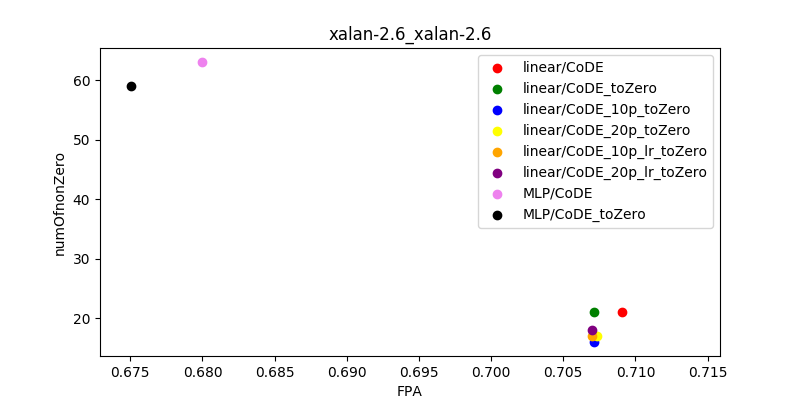 xalan-2.6_xalan-2.6
linear/CoDE
linear/CoDE_toZero
linear/CoDE_10p_toZero
linear/CoDE_20p_toZero
linear/CoDE_10p_lr_toZero
linear/CoDE_20p_lr_toZero
MLP/CoDE
MLP/CoDE_toZero
numOfnonZero
60
50
40
30
20
0.675 0.680 0.685 0.690 0.695 0.700 0.705 0.710 0.715
FPA